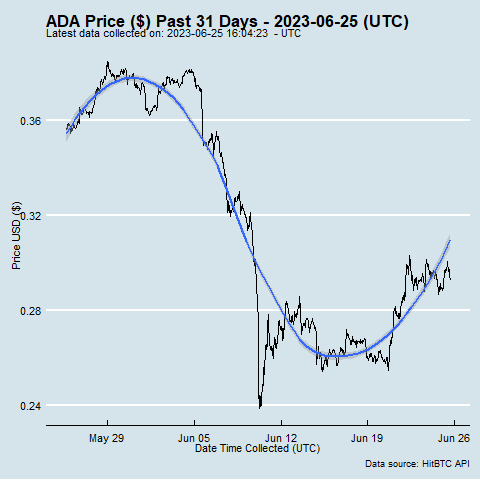 ADA Price ($) Past 31 Days - 2023-06-25 (UTC)
Latest data collected on: 2023-06-25 16:04:23 - UTC
0.36
0.32
0.28
0.24
Price USD ($)
May 29
Jun 05
Jun 12
Jun 19
Jun 26
Date Time Collected (UTC)
Data source: HitBTC API